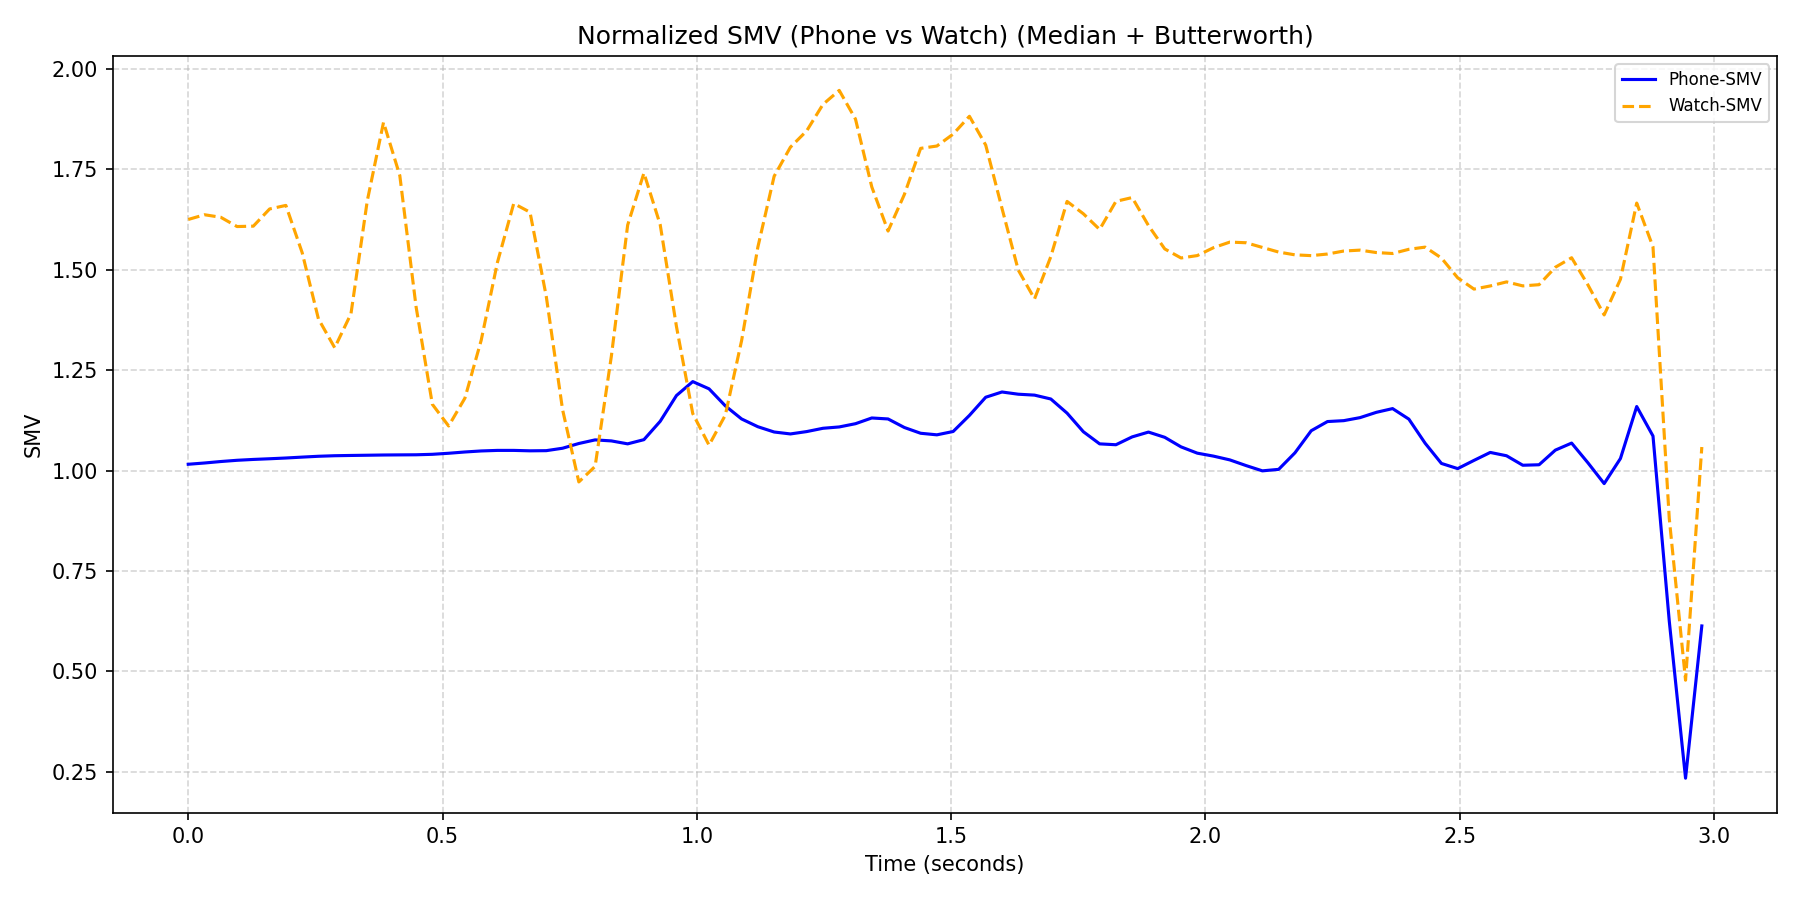 Normalized SMV (Phone vs Watch) (Median + Butterworth)
Phone-SMV
Watch-SMV
SMV
2.00
1.75
1.50
1.25
1.00
0.75
0.50
0.25
0.0 0.5 1.0 1.5 2.0 2.5 3.0
Time (seconds)